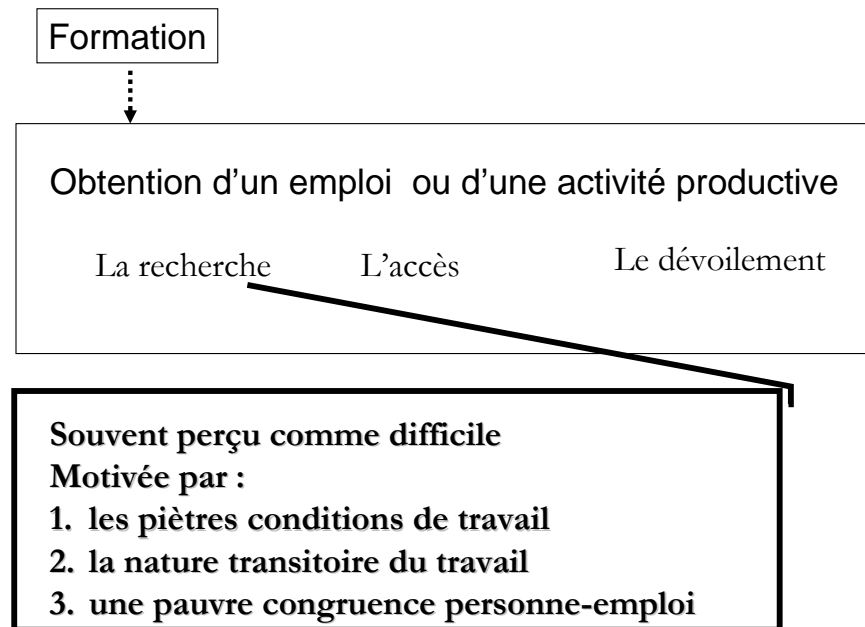 Formation
Obtention d'un emploi ou d'une activité productive
La recherche L'accès Le dévoilement
Souvent perçu comme difficile
Motivée par :
1. les piètres conditions de travail
2. la nature transitoire du travail
3. une pauvre congruence personne-emploi